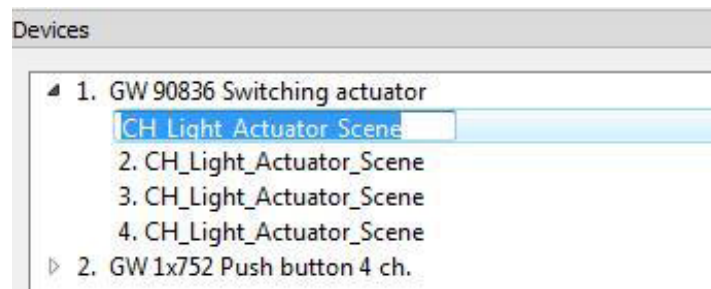 Devices
1. GW 90836 Switching actuator
CH_Light_Actuator_Scene
2. CH_Light_Actuator_Scene
3. CH_Light_Actuator_Scene
4. CH_Light_Actuator_Scene
2. GW 1x752 Push button 4 ch.